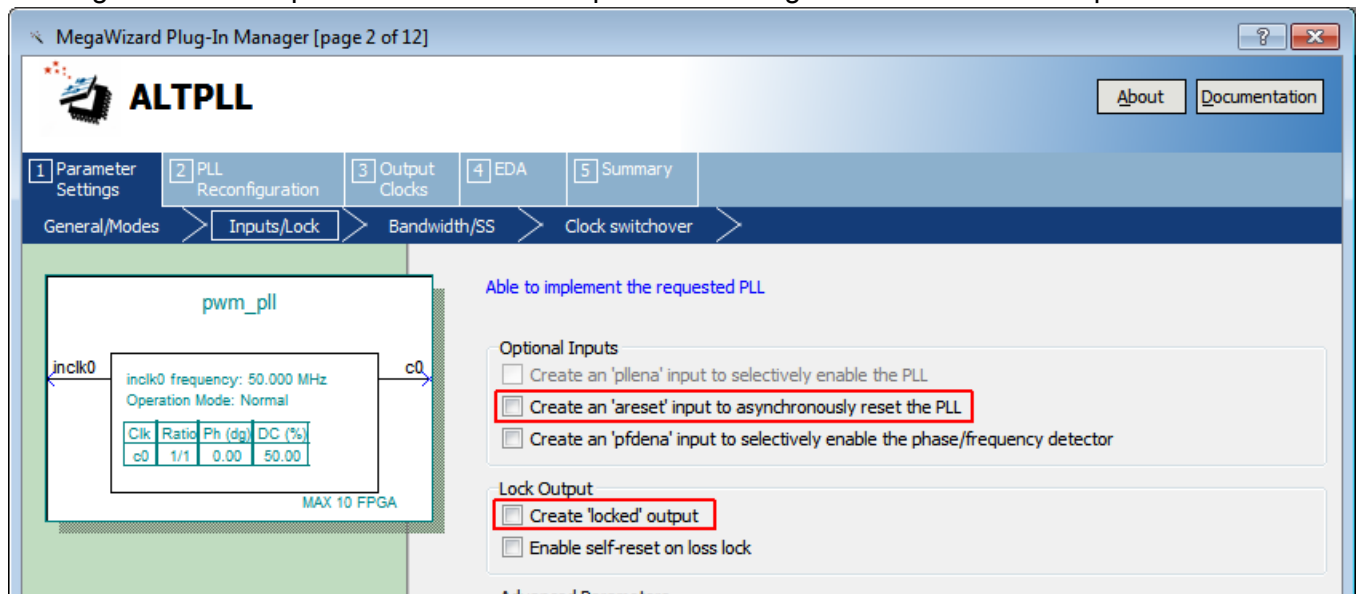 MegaWizard Plug-In Manager [page 2 of 12]
?
ALTPLL
About
Documentation
1 Parameter Settings
2 PLL Reconfiguration
3 Output Clocks
4 EDA
5 Summary
General/Modes
Inputs/Lock
Bandwidth/SS
Clock switchover
pwm_pll
inclk0
c0
inclk0 frequency: 50.000 MHz
Operation Mode: Normal
Clk Ratio Ph (dg) DC (%)
c0 1/1 0.00 50.00
MAX 10 FPGA
Able to implement the requested PLL
Optional Inputs
Create an 'pllena' input to selectively enable the PLL
Create an 'areset' input to asynchronously reset the PLL
Create an 'pfdena' input to selectively enable the phase/frequency detector
Lock Output
Create 'locked' output
Enable self-reset on loss lock